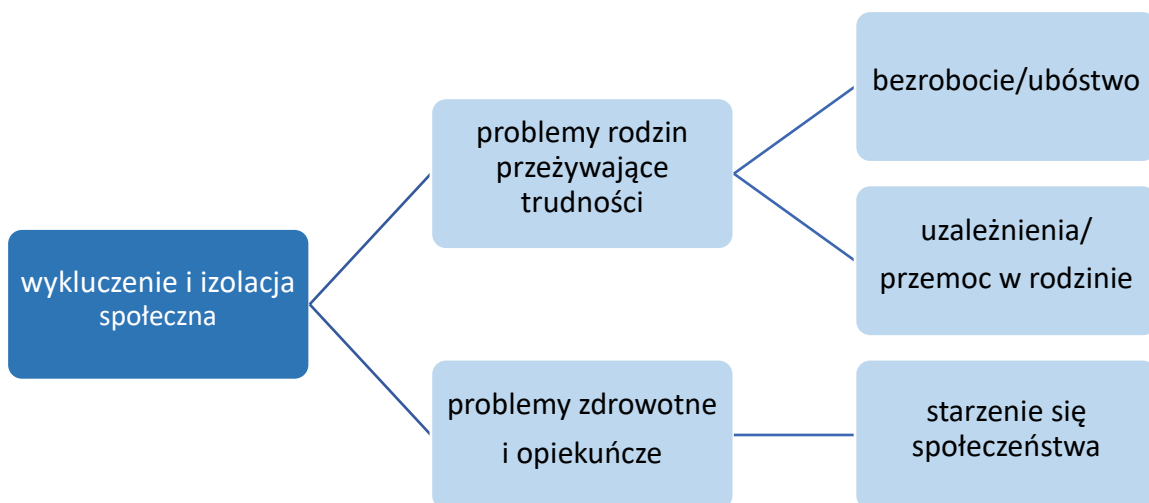 wykluczenie i izolacja
społeczna
problemy rodzin
przeżywające
trudności
bezrobocie/ubóstwo
uzależnienia/
przemoc w rodzinie
problemy zdrowotne
i opiekuńcze
starzenie się
społeczeństwa